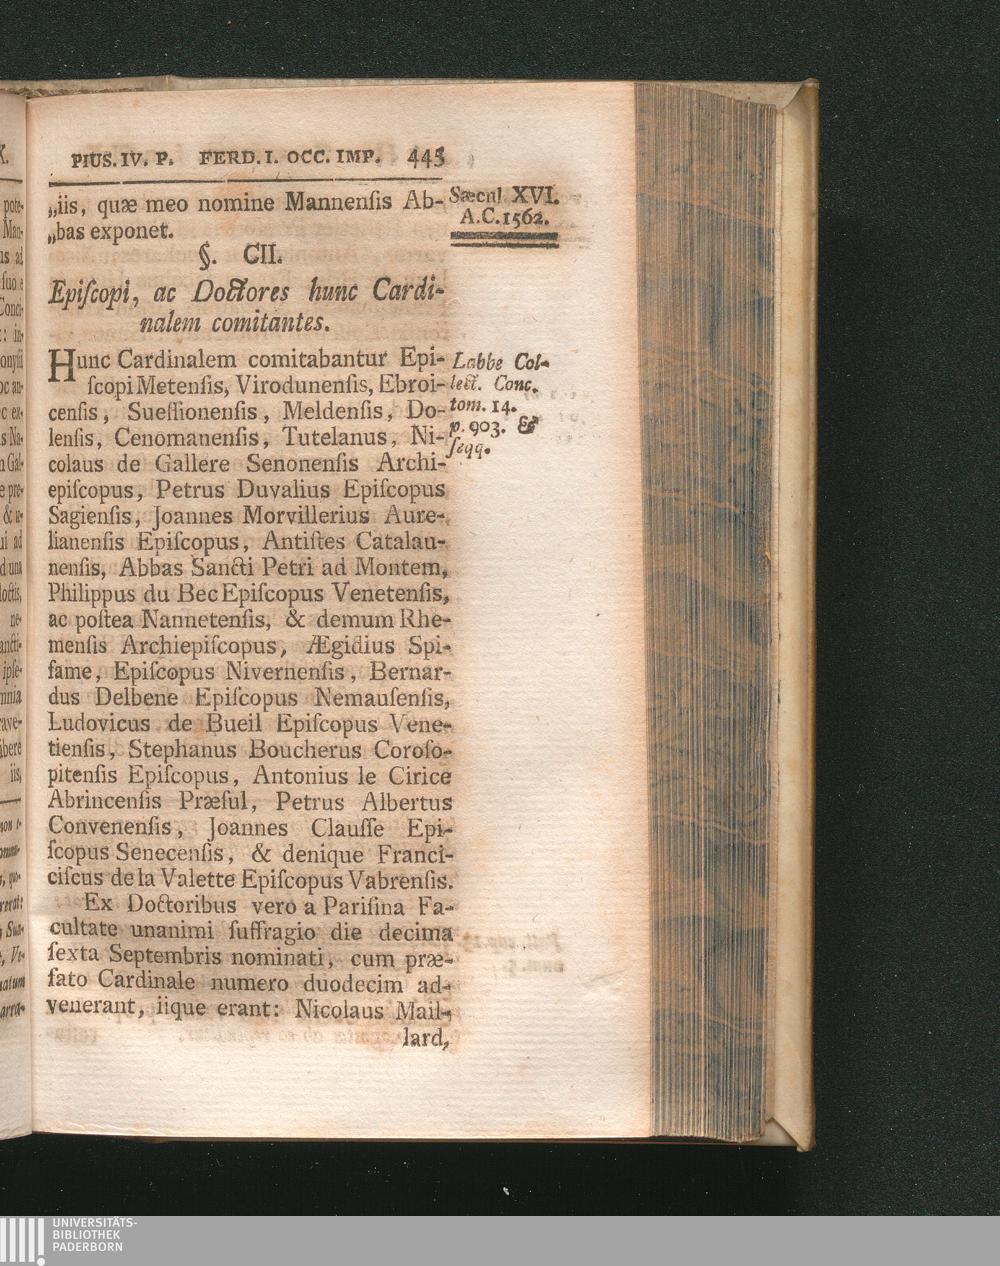 PIUS. IV. P. FERD. I. OCC. IMP. 445
„iis, quæ meo nomine Mannenſis Ab-
„bas exponet.
Sæcul XVI.
A.C. 1562.
§. CII.
Epiſcopi, ac Doctores hunc Cardi-
nalem comitantes.
Hunc Cardinalem comitabantur Epi-
ſcopi Metenſis, Virodunenſis, Ebroi-
cenſis, Sueſſionenſis, Meldenſis, Do-
lenſis, Cenomanenſis, Tutelanus, Ni-
colaus de Gallere Senonenſis Archi-
epiſcopus, Petrus Duvalius Epiſcopus
Sagienſis, Joannes Morvillerius Aure-
lianenſis Epiſcopus, Antiſtes Catalau-
nenſis, Abbas Sancti Petri ad Montem,
Philippus du Bec Epiſcopus Venetenſis,
ac poſtea Nannetenſis, & demum Rhe-
menſis Archiepiſcopus, Ægidius Spi-
fame, Epiſcopus Nivernenſis, Bernar-
dus Delbene Epiſcopus Nemauſenſis,
Ludovicus de Bueil Epiſcopus Vene-
tienſis, Stephanus Boucherus Coroſo-
pitenſis Epiſcopus, Antonius le Cirice
Abrincenſis Præſul, Petrus Albertus
Convenenſis, Joannes Clauſſe Epi-
ſcopus Senecenſis, & denique Franci-
ciſcus de la Valette Epiſcopus Vabrenſis.
Ex Doctoribus vero a Pariſina Fa-
cultate unanimi ſuffragio die decima
ſexta Septembris nominati, cum præ-
fato Cardinale numero duodecim ad-
venerant, iique erant: Nicolaus Mail-
lard,
Labbe Col-
lect. Conc.
tom. 14.
p. 903. &
ſeqq.
UNIVERSITÄTS-
BIBLIOTHEK
PADERBORN